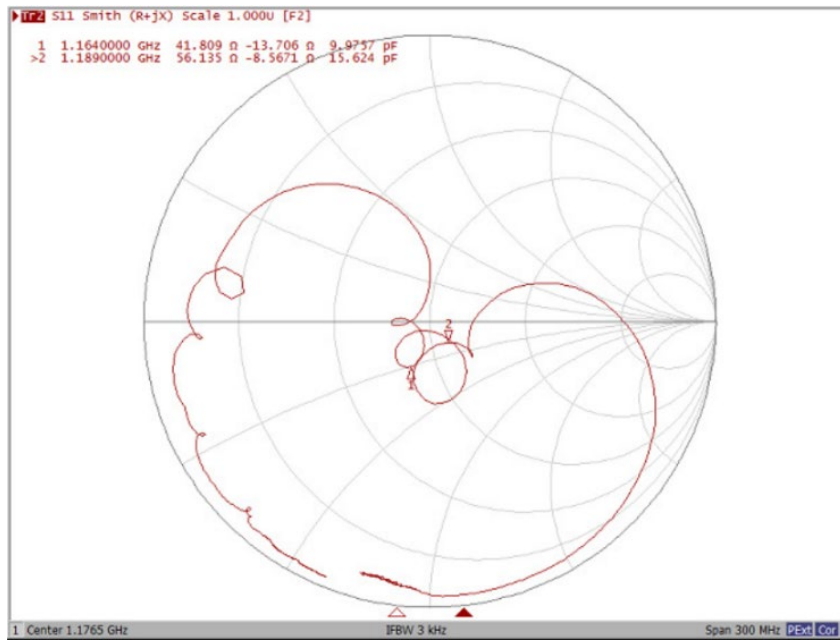 Tr2 S11 Smith (R+jX) Scale 1.000U [F2]
1 1.1640000 GHz 41.809 Ω -13.706 Ω 9.9757 pF
>2 1.1890000 GHz 56.135 Ω -8.5671 Ω 15.624 pF
2
1
1 Center 1.1765 GHz IFBW 3 kHz Span 300 MHz PExt Cor